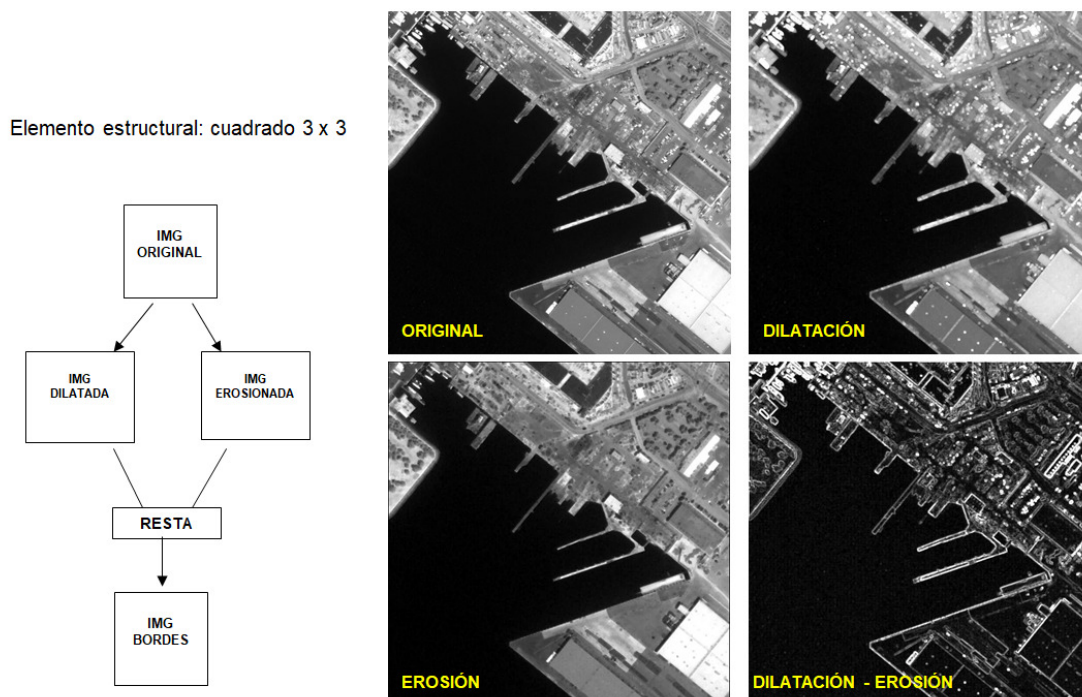 Elemento estructural: cuadrado 3 x 3
IMG
ORIGINAL
IMG
DILATADA
IMG
EROSIONADA
RESTA
IMG
BORDES
ORIGINAL
DILATACIÓN
EROSIÓN
DILATACIÓN - EROSIÓN